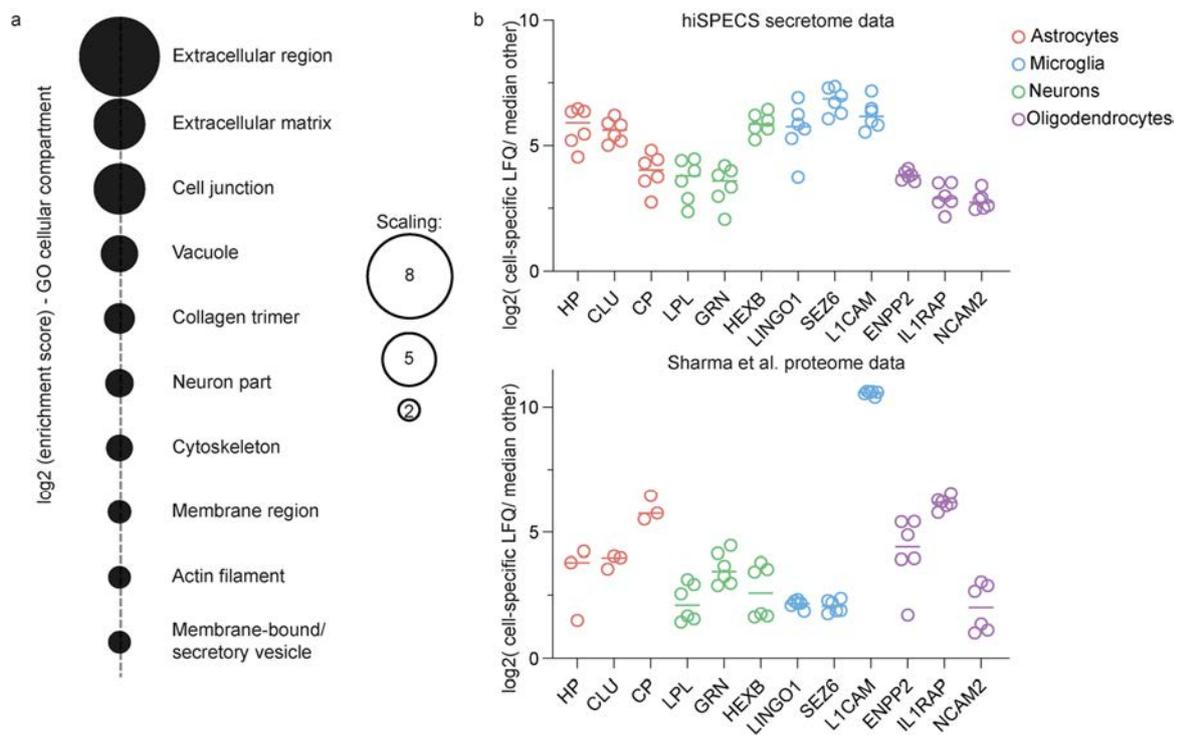 a
log2 (enrichment score) - GO cellular compartment
Extracellular region
Extracellular matrix
Cell junction
Vacuole
Collagen trimer
Neuron part
Cytoskeleton
Membrane region
Actin filament
Membrane-bound/
secretory vesicle
Scaling:
8
5
2
b
hiSPECS secretome data
log2( cell-specific LFQ/ median other)
10
5
0
HP
CLU
CP
LPL
GRN
HEXB
LINGO1
SEZ6
L1CAM
ENPP2
IL1RAP
NCAM2
Astrocytes
Microglia
Neurons
Oligodendrocytes
Sharma et al. proteome data
log2( cell-specific LFQ/ median other)
10
5
0
HP
CLU
CP
LPL
GRN
HEXB
LINGO1
SEZ6
L1CAM
ENPP2
IL1RAP
NCAM2